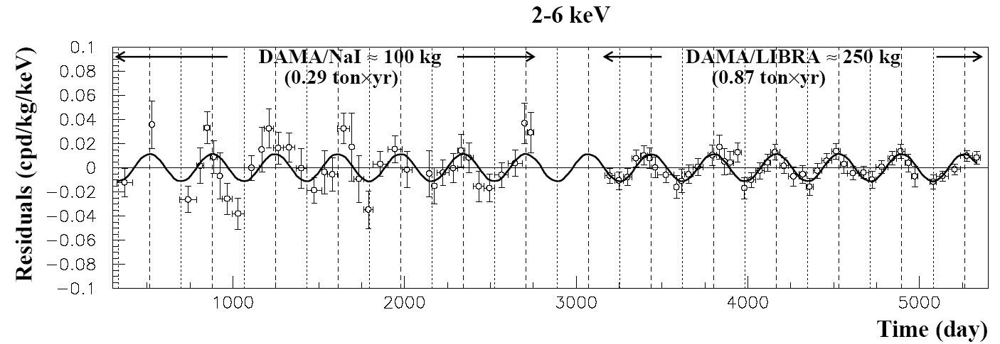 2-6 keV
Residuals (cpd/kg/keV)
0.1
0.08
0.06
0.04
0.02
0
−0.02
−0.04
−0.06
−0.08
−0.1
DAMA/NaI ≈ 100 kg
(0.29 ton×yr)
DAMA/LIBRA ≈ 250 kg
(0.87 ton×yr)
1000
2000
3000
4000
5000
Time (day)